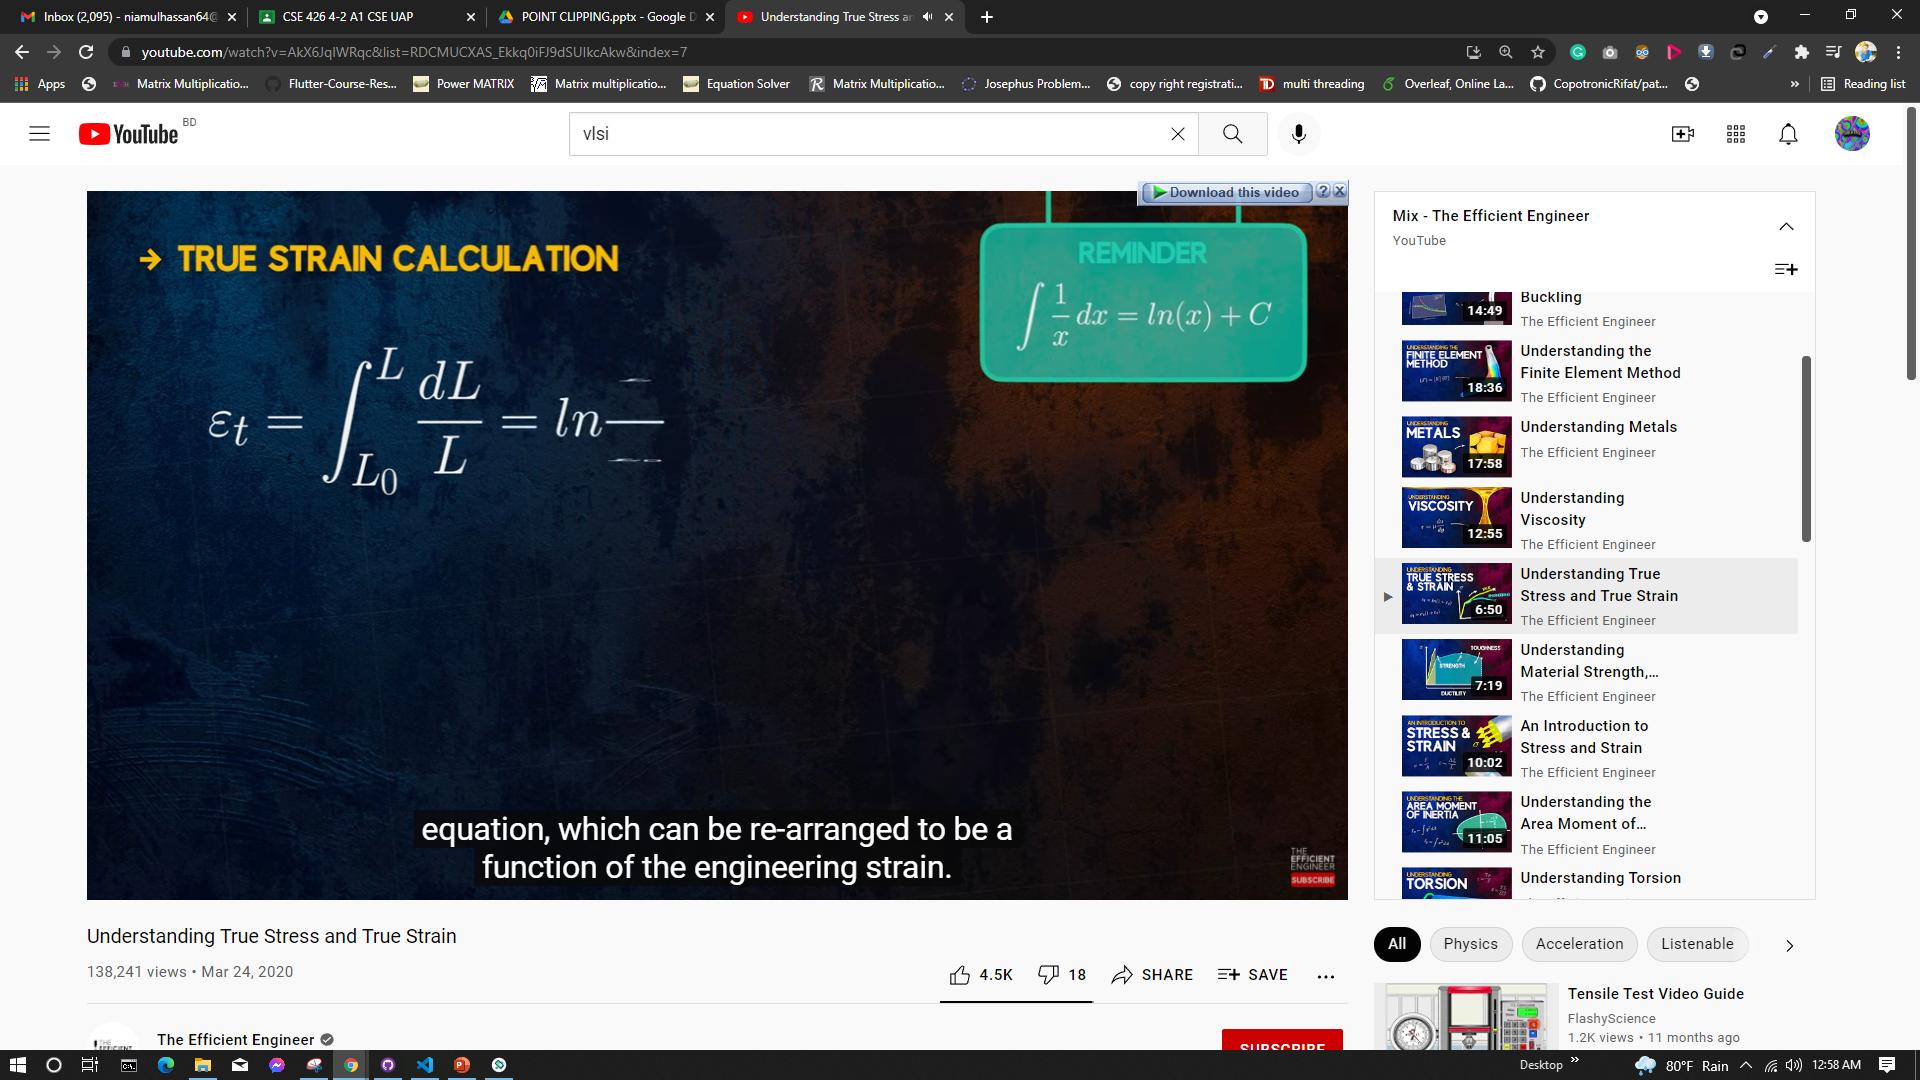 Inbox (2,095) - niamulhassan64@
CSE 426 4-2 A1 CSE UAP
POINT CLIPPING.pptx - Google D
Understanding True Stress an
youtube.com/watch?v=AkX6JqIWRqc&list=RDCMUCXAS_Ekkq0iFJ9dSUIkcAkw&index=7
Apps
Matrix Multiplicatio...
Flutter-Course-Res...
Power MATRIX
Matrix multiplicatio...
Equation Solver
Matrix Multiplicatio...
Josephus Problem...
copy right registrati...
multi threading
Overleaf, Online La...
CopotronicRifat/pat...
»
Reading list
YouTube BD
vlsi
Download this video ? X
→ TRUE STRAIN CALCULATION
REMINDER
∫ 1/x dx = ln(x) + C
εt = ∫L0^L dL/L = ln
equation, which can be re-arranged to be a
function of the engineering strain.
THE
EFFICIENT
ENGINEER
SUBSCRIBE
Mix - The Efficient Engineer
YouTube
14:49
Buckling
The Efficient Engineer
UNDERSTANDING THE
FINITE ELEMENT
METHOD
18:36
Understanding the
Finite Element Method
The Efficient Engineer
UNDERSTANDING
METALS
17:58
Understanding Metals
The Efficient Engineer
UNDERSTANDING
VISCOSITY
12:55
Understanding
Viscosity
The Efficient Engineer
UNDERSTANDING
TRUE STRESS
& STRAIN
6:50
Understanding True
Stress and True Strain
The Efficient Engineer
TOUGHNESS
STRENGTH
DUCTILITY
7:19
Understanding
Material Strength,...
The Efficient Engineer
AN INTRODUCTION TO
STRESS &
STRAIN
10:02
An Introduction to
Stress and Strain
The Efficient Engineer
UNDERSTANDING THE
AREA MOMENT
OF INERTIA
11:05
Understanding the
Area Moment of...
The Efficient Engineer
UNDERSTANDING
TORSION
Understanding Torsion
Understanding True Stress and True Strain
138,241 views • Mar 24, 2020
4.5K
18
SHARE
SAVE
...
The Efficient Engineer
SUBSCRIBE
All
Physics
Acceleration
Listenable
Tensile Test Video Guide
FlashyScience
1.2K views • 11 months ago
Desktop »
80°F Rain
12:58 AM